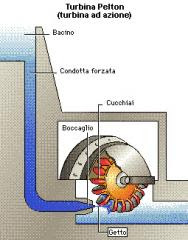 Turbina Pelton
(turbina ad azione)
Bacino
Condotta forzata
Cucchiai
Boccaglio
Getto